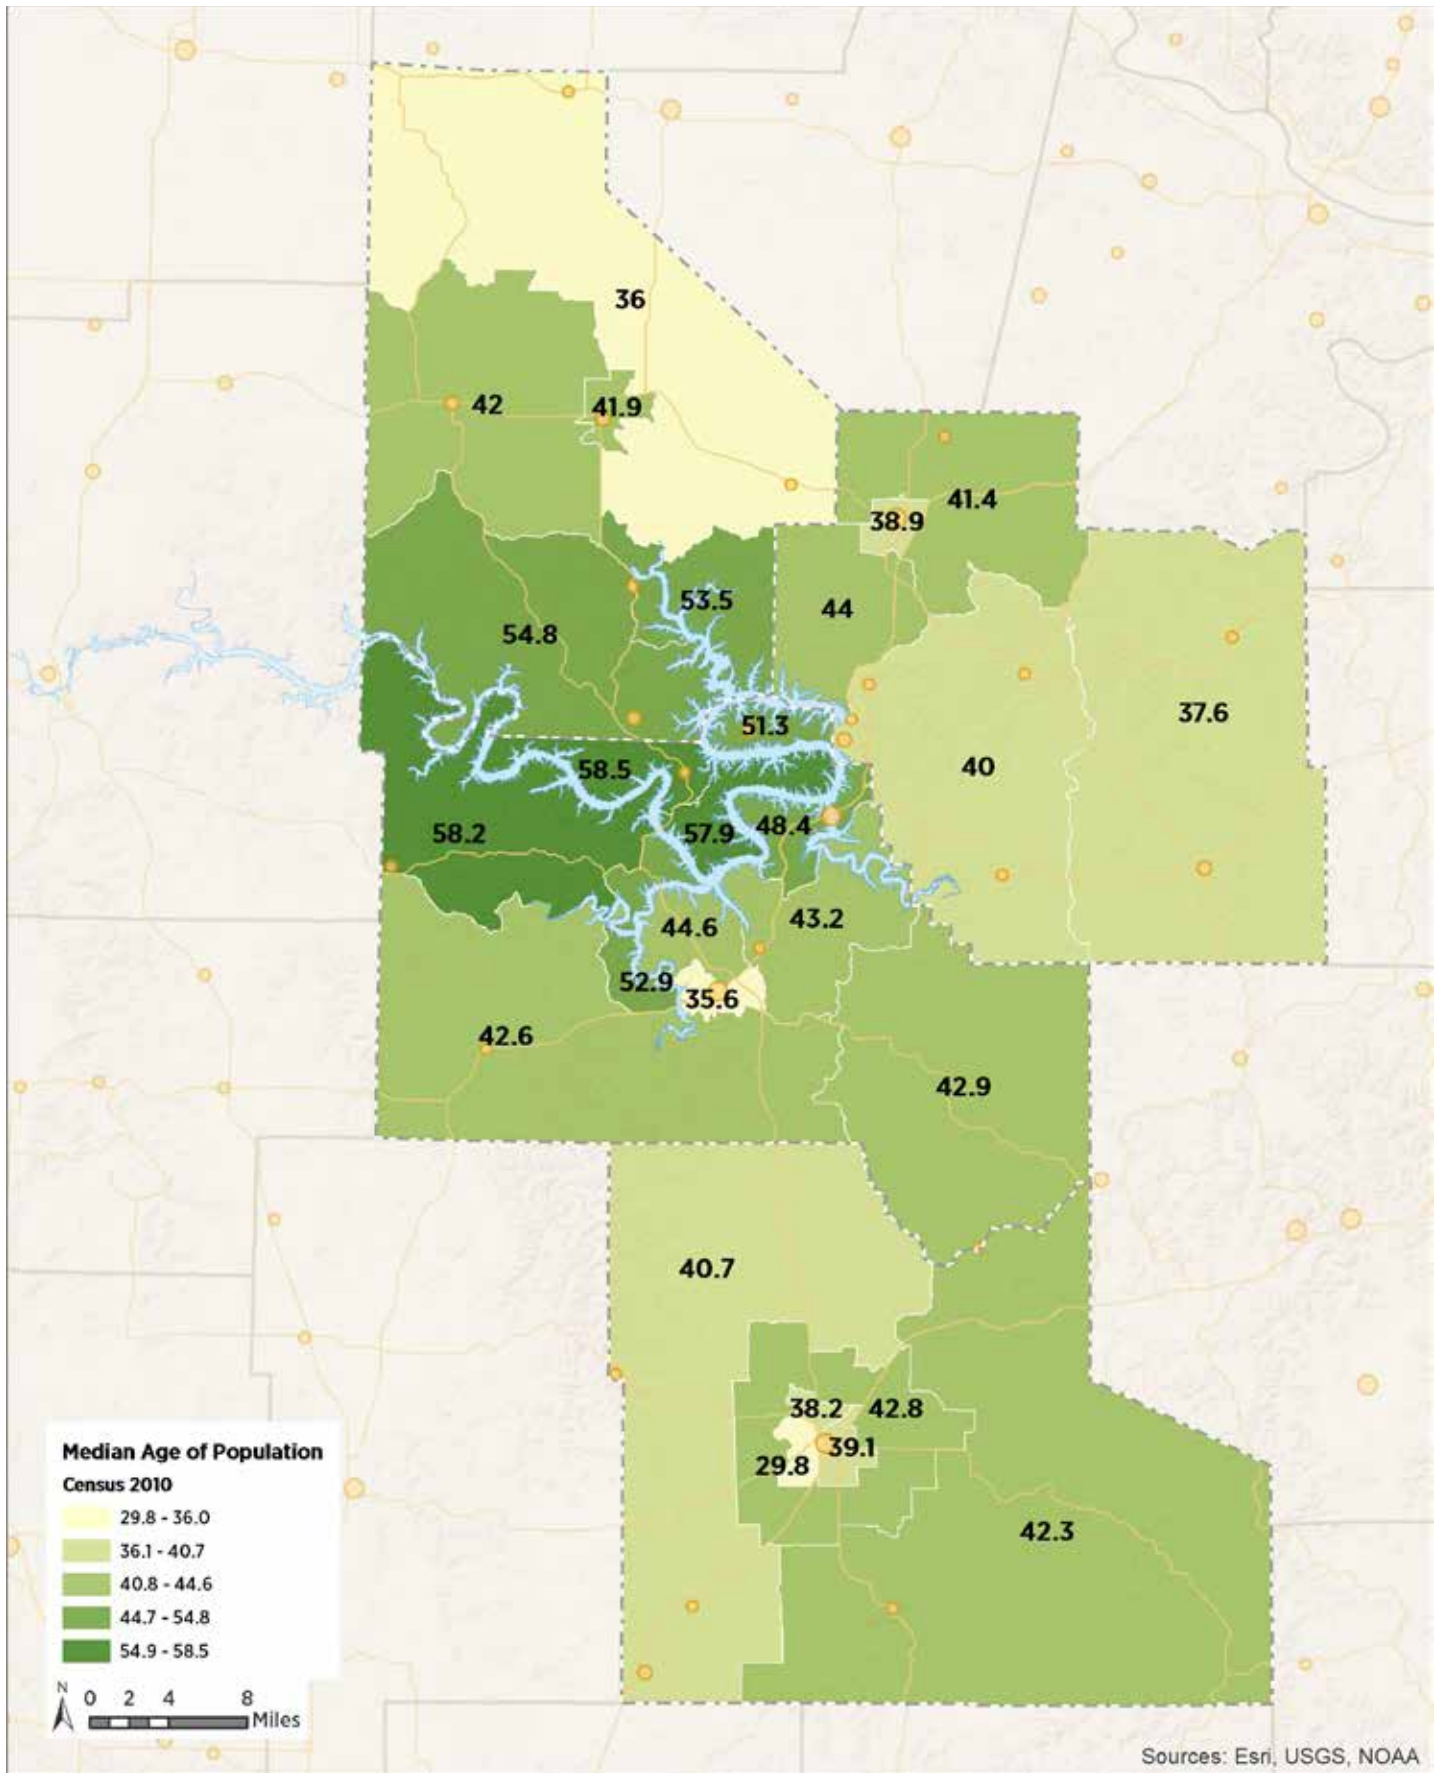 36
42
41.9
41.4
38.9
53.5
44
54.8
37.6
51.3
40
58.5
58.2
57.9
48.4
44.6
43.2
52.9
35.6
42.6
42.9
40.7
38.2
42.8
39.1
29.8
42.3
Median Age of Population
Census 2010
29.8 - 36.0
36.1 - 40.7
40.8 - 44.6
44.7 - 54.8
54.9 - 58.5
N
0 2 4 8
Miles
Sources: Esri, USGS, NOAA